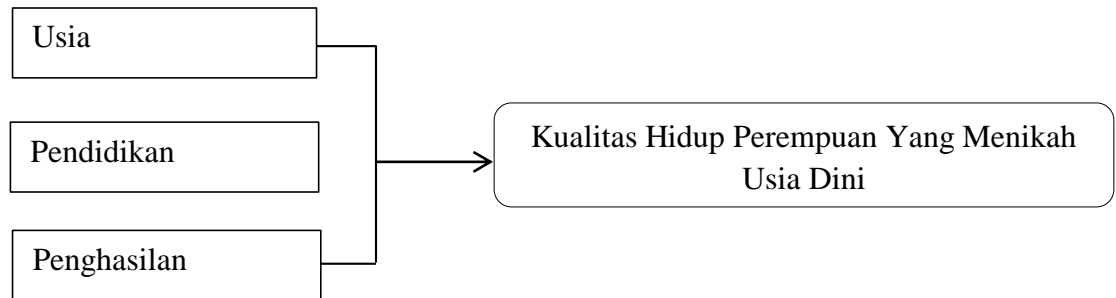 Usia
Pendidikan
Penghasilan
Kualitas Hidup Perempuan Yang Menikah
Usia Dini